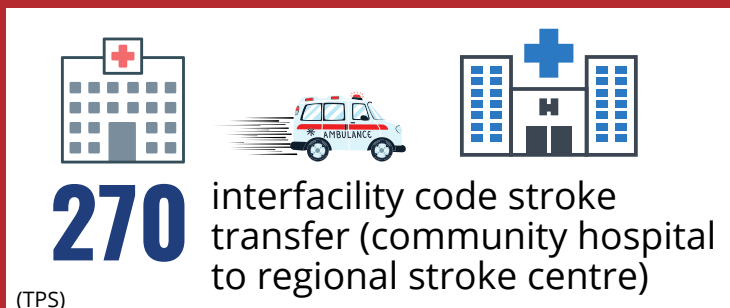 AMBULANCE
H
270
interfacility code stroke
transfer (community hospital
to regional stroke centre)
(TPS)